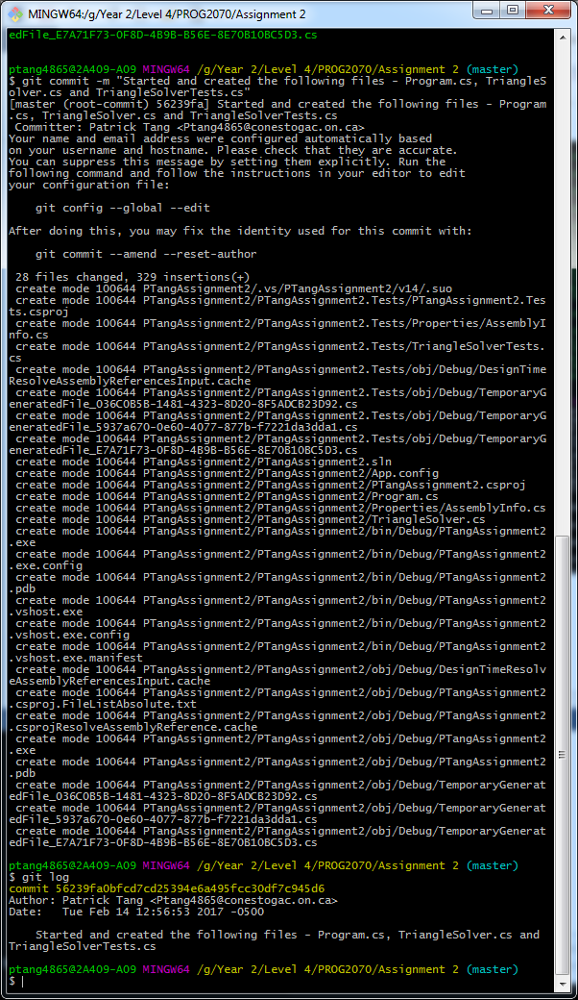 MINGW64:/g/Year 2/Level 4/PROG2070/Assignment 2
edFile_E7A71F73-0F8D-4B9B-B56E-8E70B10BC5D3.cs
ptang4865@2A409-A09 MINGW64 /g/Year 2/Level 4/PROG2070/Assignment 2 (master)
$ git commit -m "Started and created the following files - Program.cs, TriangleS
olver.cs and TriangleSolverTests.cs"
[master (root-commit) 56239fa] Started and created the following files - Program
.cs, TriangleSolver.cs and TriangleSolverTests.cs
 Committer: Patrick Tang <Ptang4865@conestogac.on.ca>
Your name and email address were configured automatically based
on your username and hostname. Please check that they are accurate.
You can suppress this message by setting them explicitly. Run the
following command and follow the instructions in your editor to edit
your configuration file:
    git config --global --edit
After doing this, you may fix the identity used for this commit with:
    git commit --amend --reset-author
 28 files changed, 329 insertions(+)
 create mode 100644 PTangAssignment2/.vs/PTangAssignment2/v14/.suo
 create mode 100644 PTangAssignment2/PTangAssignment2.Tests/PTangAssignment2.Tes
ts.csproj
 create mode 100644 PTangAssignment2/PTangAssignment2.Tests/Properties/AssemblyI
nfo.cs
 create mode 100644 PTangAssignment2/PTangAssignment2.Tests/TriangleSolverTests.
cs
 create mode 100644 PTangAssignment2/PTangAssignment2.Tests/obj/Debug/DesignTime
ResolveAssemblyReferencesInput.cache
 create mode 100644 PTangAssignment2/PTangAssignment2.Tests/obj/Debug/TemporaryG
eneratedFile_036C0B5B-1481-4323-8D20-8F5ADCB23D92.cs
 create mode 100644 PTangAssignment2/PTangAssignment2.Tests/obj/Debug/TemporaryG
eneratedFile_5937a670-0e60-4077-877b-f7221da3dda1.cs
 create mode 100644 PTangAssignment2/PTangAssignment2.Tests/obj/Debug/TemporaryG
eneratedFile_E7A71F73-0F8D-4B9B-B56E-8E70B10BC5D3.cs
 create mode 100644 PTangAssignment2/PTangAssignment2.sln
 create mode 100644 PTangAssignment2/PTangAssignment2/App.config
 create mode 100644 PTangAssignment2/PTangAssignment2/PTangAssignment2.csproj
 create mode 100644 PTangAssignment2/PTangAssignment2/Program.cs
 create mode 100644 PTangAssignment2/PTangAssignment2/Properties/AssemblyInfo.cs
 create mode 100644 PTangAssignment2/PTangAssignment2/TriangleSolver.cs
 create mode 100644 PTangAssignment2/PTangAssignment2/bin/Debug/PTangAssignment2
.exe
 create mode 100644 PTangAssignment2/PTangAssignment2/bin/Debug/PTangAssignment2
.exe.config
 create mode 100644 PTangAssignment2/PTangAssignment2/bin/Debug/PTangAssignment2
.pdb
 create mode 100644 PTangAssignment2/PTangAssignment2/bin/Debug/PTangAssignment2
.vshost.exe
 create mode 100644 PTangAssignment2/PTangAssignment2/bin/Debug/PTangAssignment2
.vshost.exe.config
 create mode 100644 PTangAssignment2/PTangAssignment2/bin/Debug/PTangAssignment2
.vshost.exe.manifest
 create mode 100644 PTangAssignment2/PTangAssignment2/obj/Debug/DesignTimeResolv
eAssemblyReferencesInput.cache
 create mode 100644 PTangAssignment2/PTangAssignment2/obj/Debug/PTangAssignment2
.csproj.FileListAbsolute.txt
 create mode 100644 PTangAssignment2/PTangAssignment2/obj/Debug/PTangAssignment2
.csprojResolveAssemblyReference.cache
 create mode 100644 PTangAssignment2/PTangAssignment2/obj/Debug/PTangAssignment2
.exe
 create mode 100644 PTangAssignment2/PTangAssignment2/obj/Debug/PTangAssignment2
.pdb
 create mode 100644 PTangAssignment2/PTangAssignment2/obj/Debug/TemporaryGenerat
edFile_036C0B5B-1481-4323-8D20-8F5ADCB23D92.cs
 create mode 100644 PTangAssignment2/PTangAssignment2/obj/Debug/TemporaryGenerat
edFile_5937a670-0e60-4077-877b-f7221da3dda1.cs
 create mode 100644 PTangAssignment2/PTangAssignment2/obj/Debug/TemporaryGenerat
edFile_E7A71F73-0F8D-4B9B-B56E-8E70B10BC5D3.cs
ptang4865@2A409-A09 MINGW64 /g/Year 2/Level 4/PROG2070/Assignment 2 (master)
$ git log
commit 56239fa0bfcd7cd25394e6a495fcc30df7c945d6
Author: Patrick Tang <Ptang4865@conestogac.on.ca>
Date:   Tue Feb 14 12:56:53 2017 -0500
    Started and created the following files - Program.cs, TriangleSolver.cs and
TriangleSolverTests.cs
ptang4865@2A409-A09 MINGW64 /g/Year 2/Level 4/PROG2070/Assignment 2 (master)
$